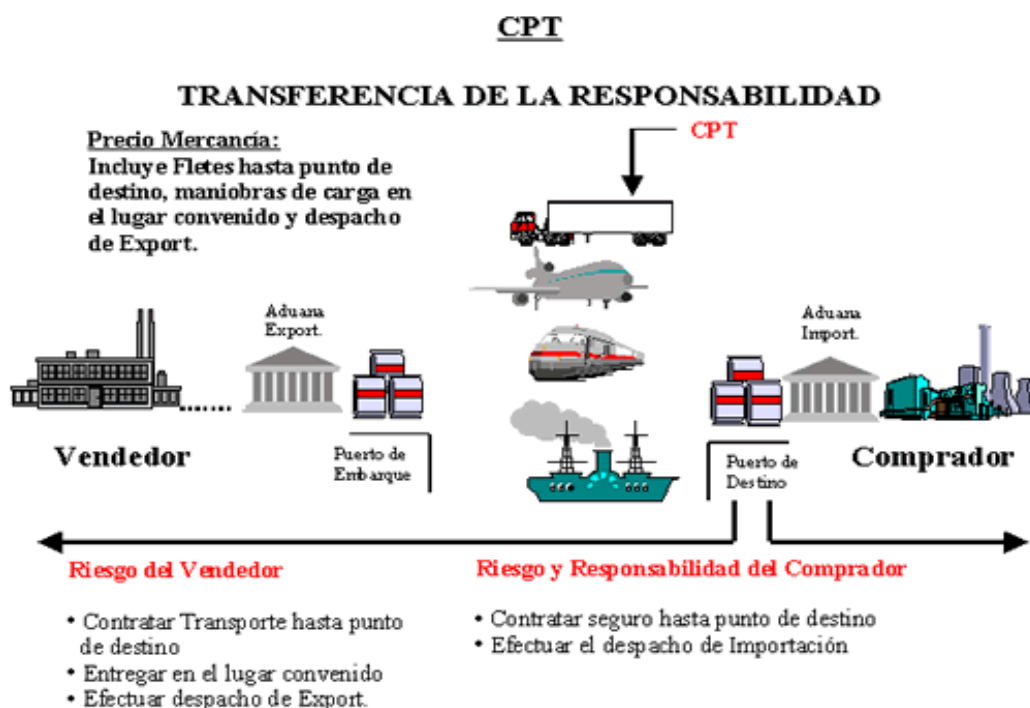 CPT
TRANSFERENCIA DE LA RESPONSABILIDAD
Precio Mercancía:
Incluye Fletes hasta punto de
destino, maniobras de carga en
el lugar convenido y despacho
de Export.
CPT
Aduana
Export.
Aduana
Import.
Vendedor
Puerto de
Embarque
Puerto de
Destino
Comprador
Riesgo del Vendedor
• Contratar Transporte hasta punto
de destino
• Entregar en el lugar convenido
• Efectuar despacho de Export.
Riesgo y Responsabilidad del Comprador
• Contratar seguro hasta punto de destino
• Efectuar el despacho de Importación